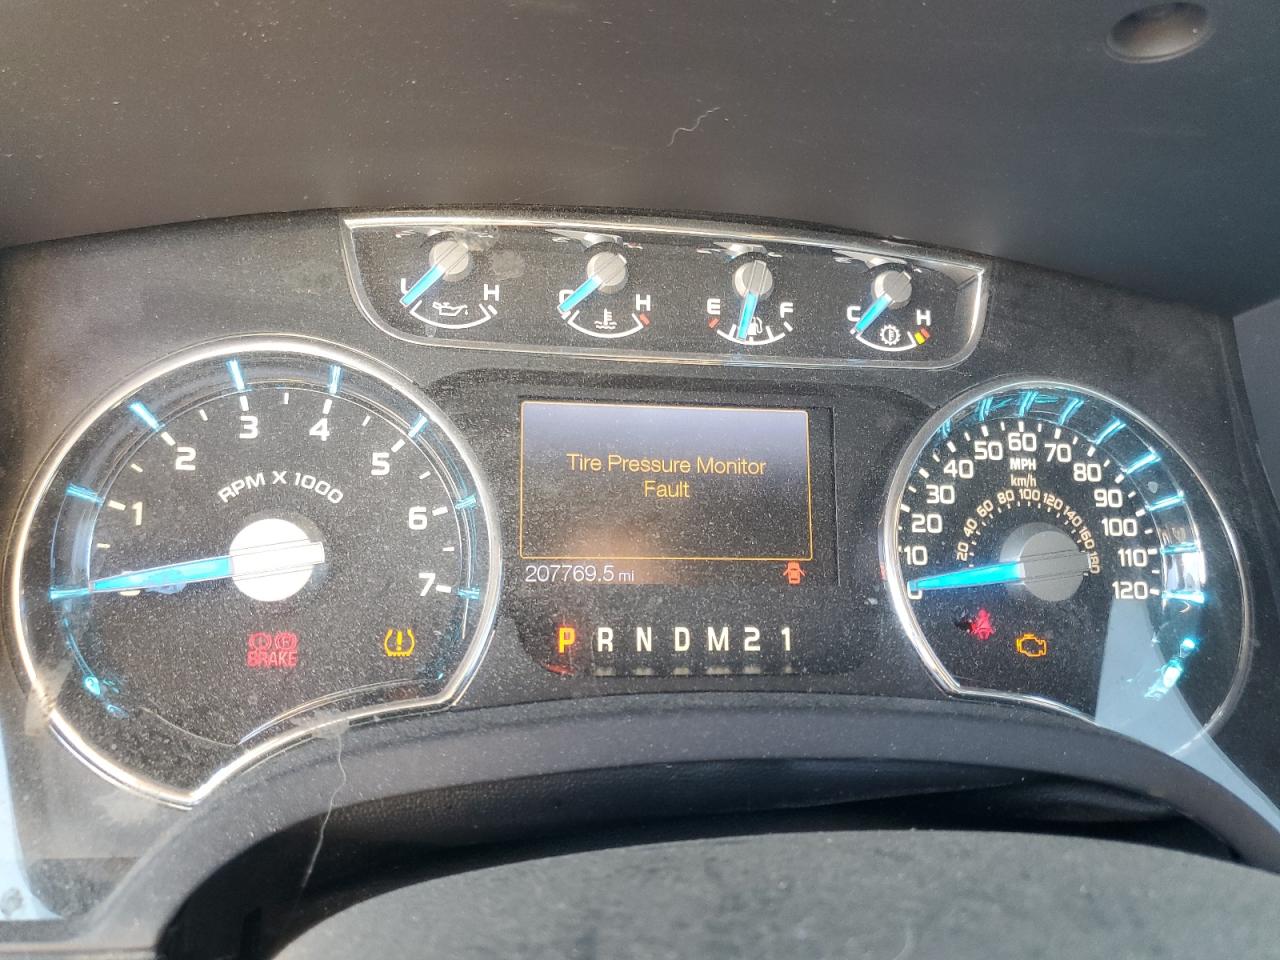 L H
C H
E F
C H
1 2 3 4 5 6 7
RPM X 1000
Tire Pressure Monitor
Fault
207769.5 mi
P R N D M 2 1
BRAKE
0 10 20 30 40 50 60 70 80 90 100 110 120
MPH
km/h
20 40 60 80 100 120 140 160 180